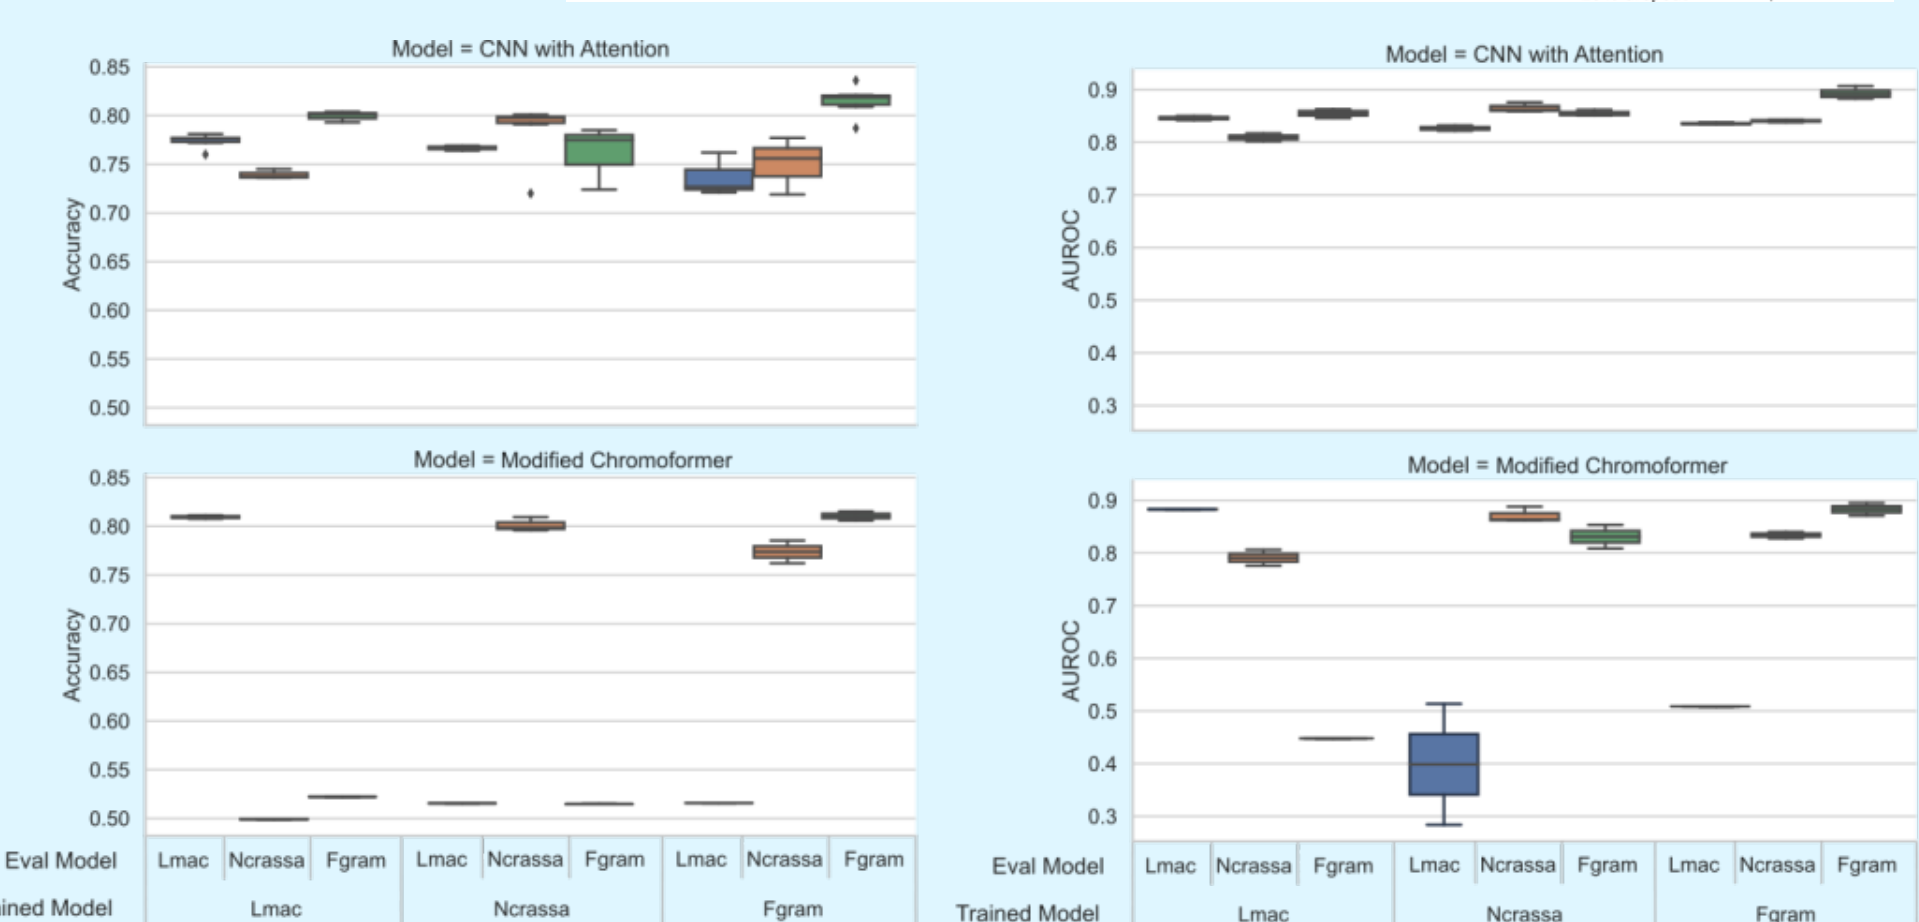 Model = CNN with Attention
0.85
0.80
0.75
0.70
0.65
0.60
0.55
0.50
Accuracy
Model = CNN with Attention
0.9
0.8
0.7
0.6
0.5
0.4
0.3
AUROC
Model = Modified Chromoformer
0.85
0.80
0.75
0.70
0.65
0.60
0.55
0.50
Accuracy
Model = Modified Chromoformer
0.9
0.8
0.7
0.6
0.5
0.4
0.3
AUROC
Eval Model Lmac Ncrassa Fgram Lmac Ncrassa Fgram Lmac Ncrassa Fgram
ined Model Lmac Ncrassa Fgram
Eval Model Lmac Ncrassa Fgram Lmac Ncrassa Fgram Lmac Ncrassa Fgram
Trained Model Lmac Ncrassa Fgram